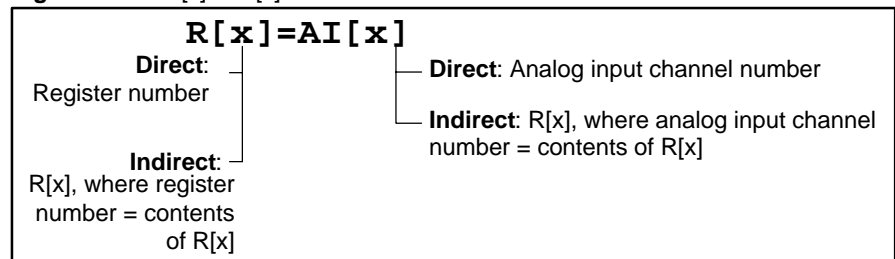 R[x]=AI[x]
Direct:
Register number
Indirect:
R[x], where register
number = contents
of R[x]
Direct: Analog input channel number
Indirect: R[x], where analog input channel
number = contents of R[x]